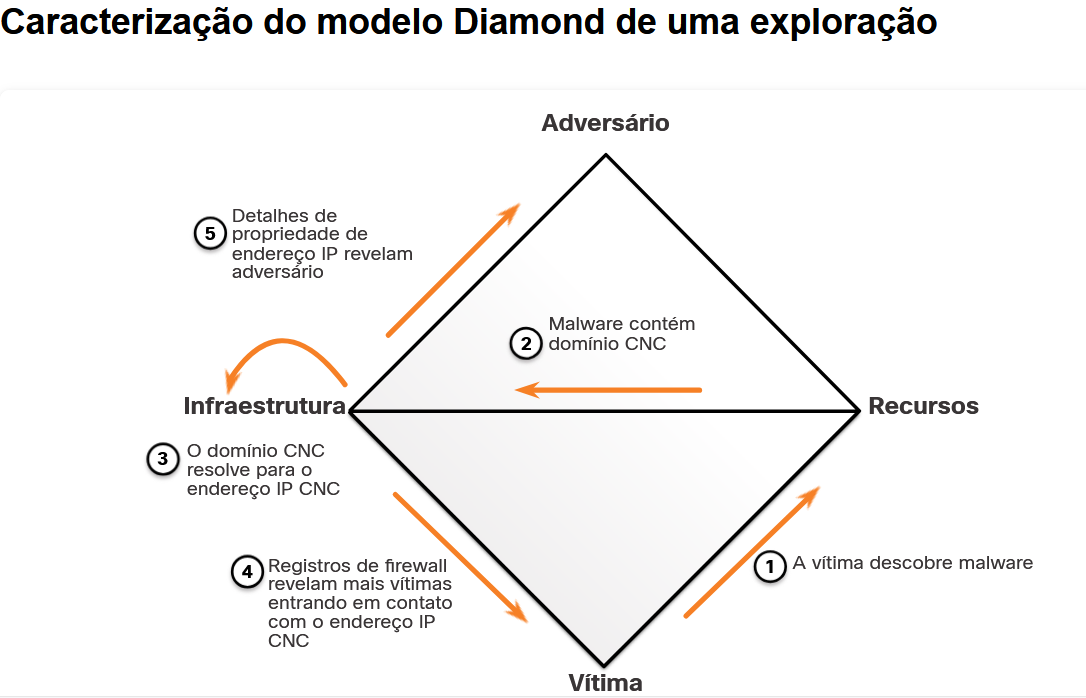 Caracterização do modelo Diamond de uma exploração
Adversário
5
Detalhes de
propriedade de
endereço IP revelam
adversário
2
Malware contém
domínio CNC
Infraestrutura
Recursos
3
O domínio CNC
resolve para o
endereço IP CNC
4
Registros de firewall
revelam mais vítimas
entrando em contato
com o endereço IP
CNC
1
A vítima descobre malware
Vítima